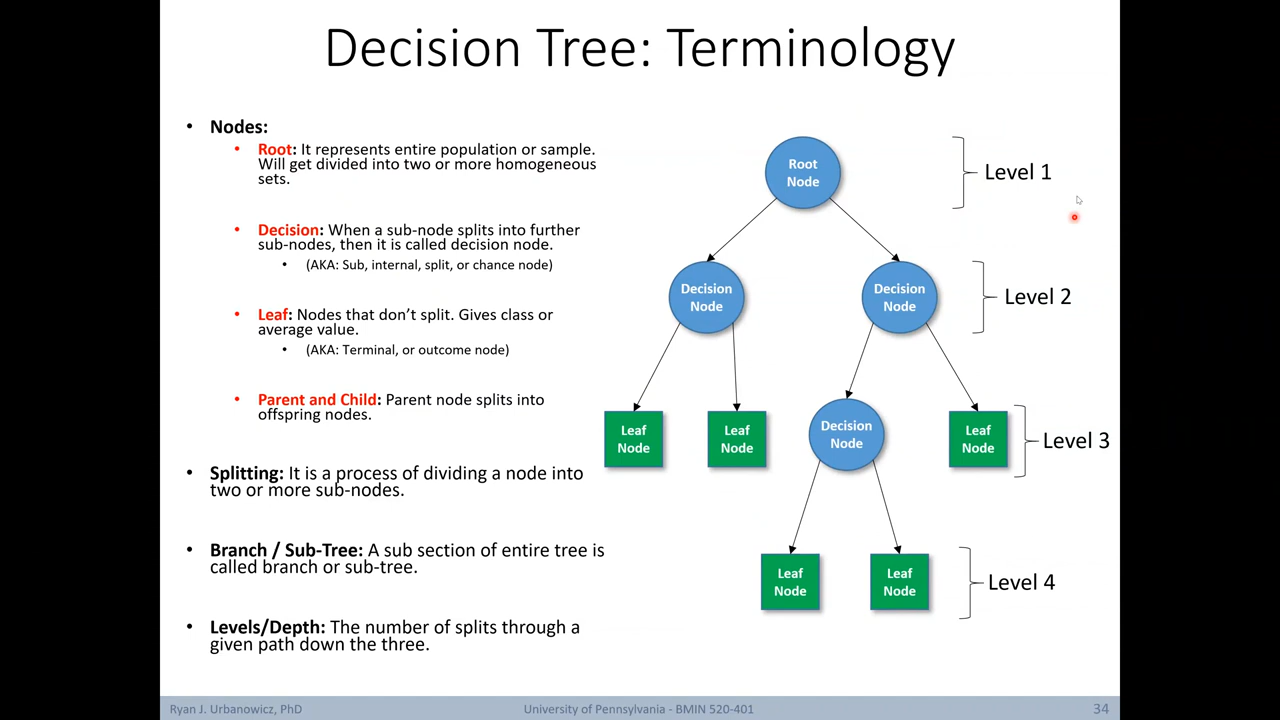 Decision Tree: Terminology
• Nodes:
• Root: It represents entire population or sample.
Will get divided into two or more homogeneous
sets.
• Decision: When a sub-node splits into further
sub-nodes, then it is called decision node.
• (AKA: Sub, internal, split, or chance node)
• Leaf: Nodes that don’t split. Gives class or
average value.
• (AKA: Terminal, or outcome node)
• Parent and Child: Parent node splits into
offspring nodes.
• Splitting: It is a process of dividing a node into
two or more sub-nodes.
• Branch / Sub-Tree: A sub section of entire tree is
called branch or sub-tree.
• Levels/Depth: The number of splits through a
given path down the three.
Root
Node
Level 1
Decision
Node
Decision
Node
Level 2
Leaf
Node
Leaf
Node
Decision
Node
Leaf
Node
Level 3
Leaf
Node
Leaf
Node
Level 4
Ryan J. Urbanowicz, PhD
University of Pennsylvania - BMIN 520-401
34